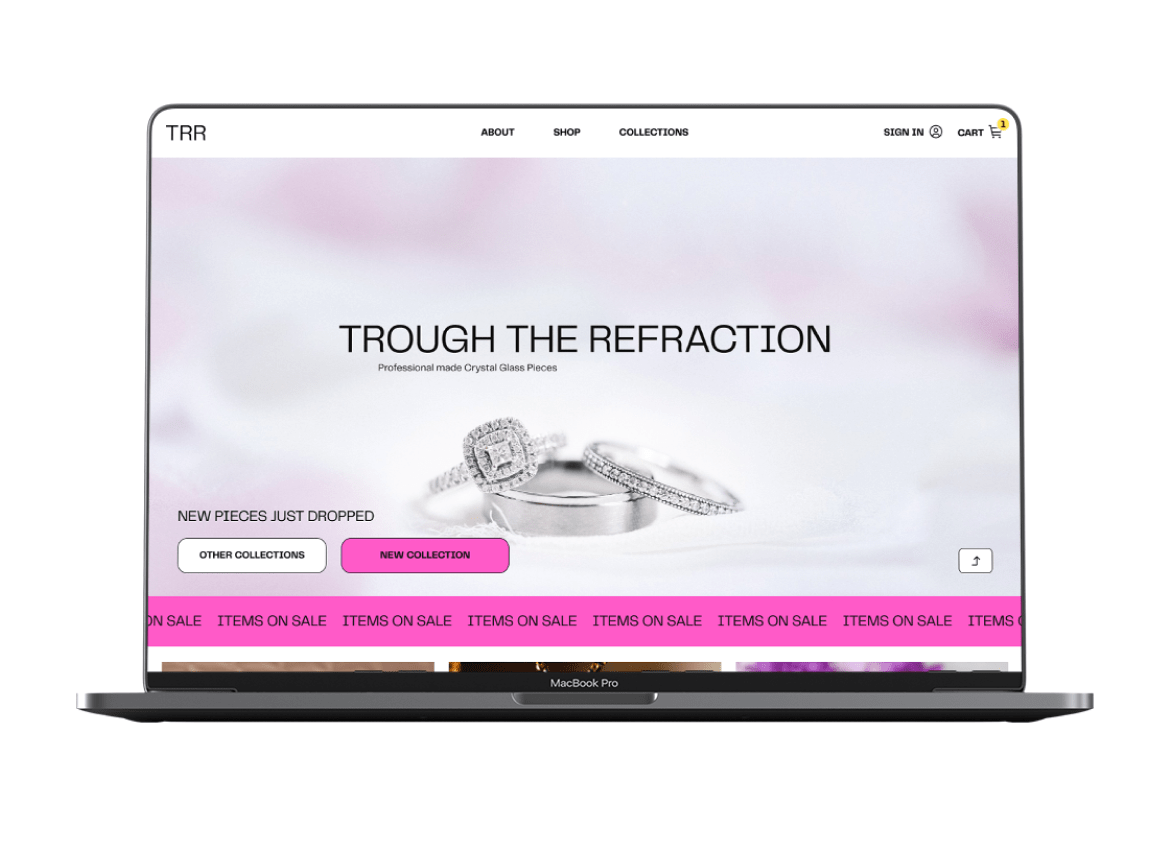 TRR
ABOUT SHOP COLLECTIONS
SIGN IN CART 1
TROUGH THE REFRACTION
Professional made Crystal Glass Pieces
NEW PIECES JUST DROPPED
OTHER COLLECTIONS NEW COLLECTION
ON SALE ITEMS ON SALE ITEMS ON SALE ITEMS ON SALE ITEMS ON SALE ITEMS ON SALE ITEMS ON SALE ITEMS
MacBook Pro